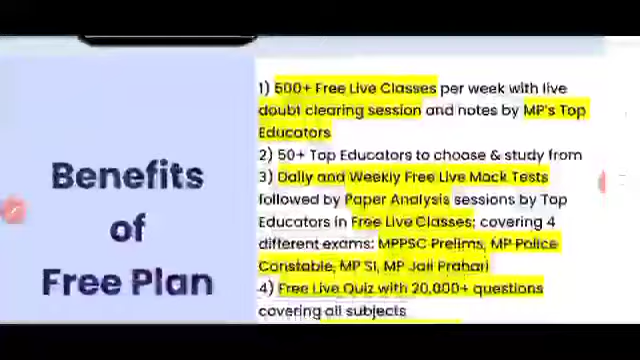 Benefits
of
Free Plan
1) 500+ Free Live Classes per week with live
doubt clearing session and notes by MP's Top
Educators
2) 50+ Top Educators to choose & study from
3) Daily and Weekly Free Live Mock Tests
followed by Paper Analysis sessions by Top
Educators in Free Live Classes; covering 4
different exams: MPPSC Prelims, MP Police
Constable, MP SI, MP Jail Prahari
4) Free Live Quiz with 20,000+ questions
covering all subjects